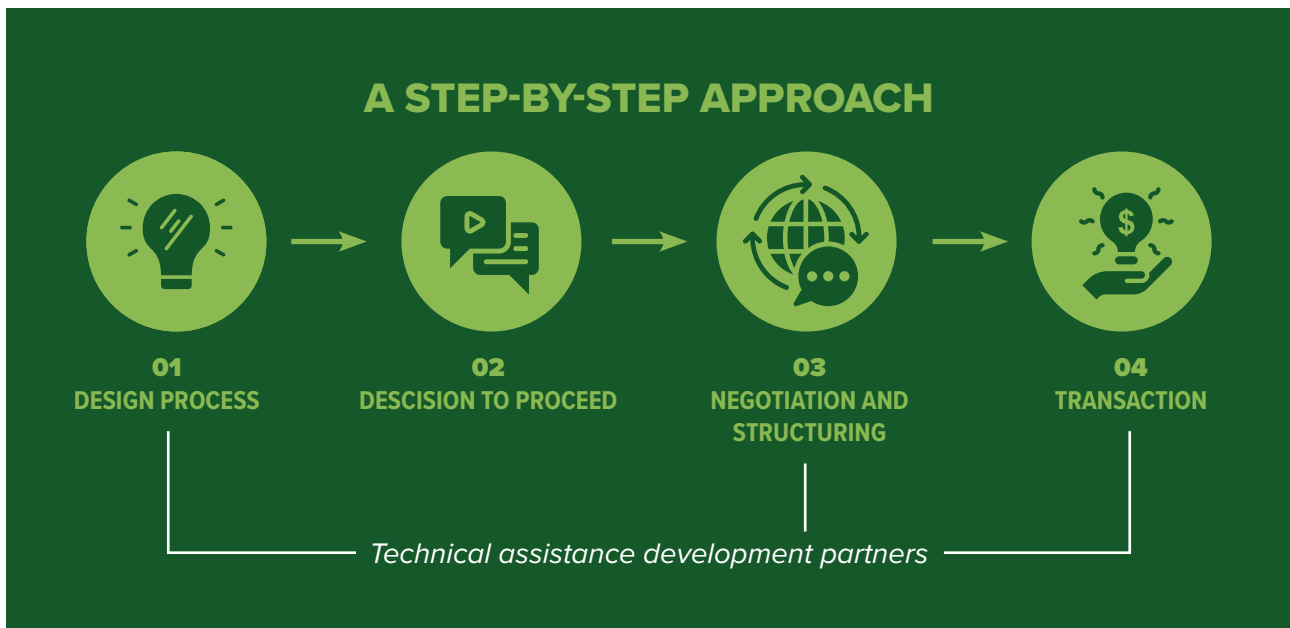 A STEP-BY-STEP APPROACH
01
DESIGN PROCESS
02
DESCISION TO PROCEED
03
NEGOTIATION AND
STRUCTURING
04
TRANSACTION
$
Technical assistance development partners